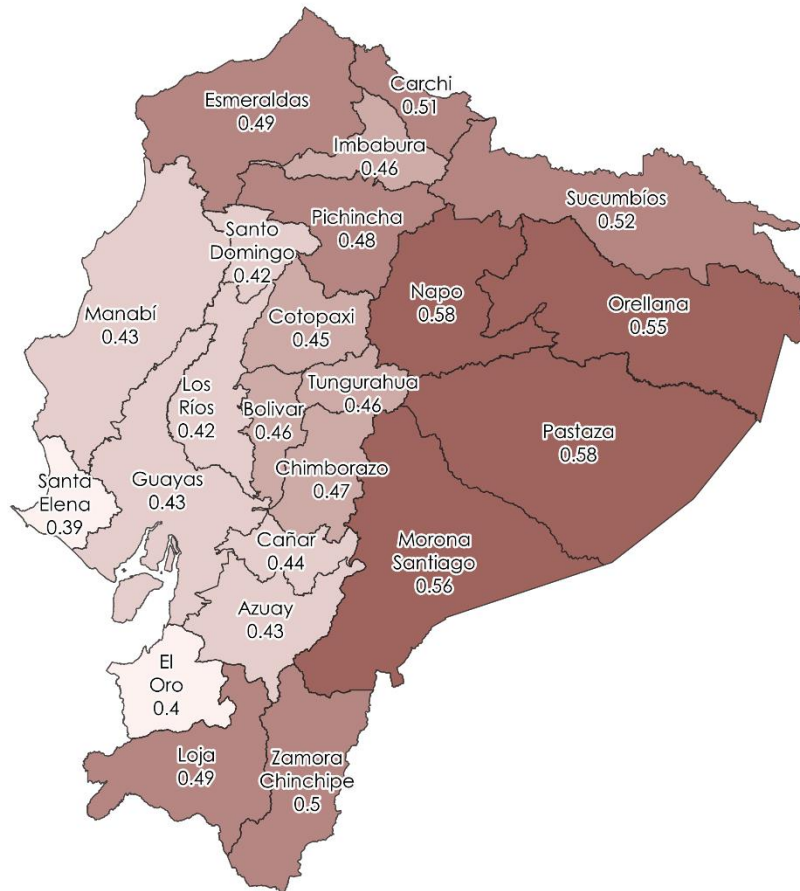 Carchi
0.51
Esmeraldas
0.49
Imbabura
0.46
Sucumbíos
0.52
Pichincha
0.48
Santo
Domingo
0.42
Napo
0.58
Orellana
0.55
Manabí
0.43
Cotopaxi
0.45
Los
Ríos
0.42
Tungurahua
0.46
Bolivar
0.46
Pastaza
0.58
Chimborazo
0.47
Santa
Elena
0.39
Guayas
0.43
Cañar
0.44
Morona
Santiago
0.56
Azuay
0.43
El
Oro
0.4
Loja
0.49
Zamora
Chinchipe
0.5